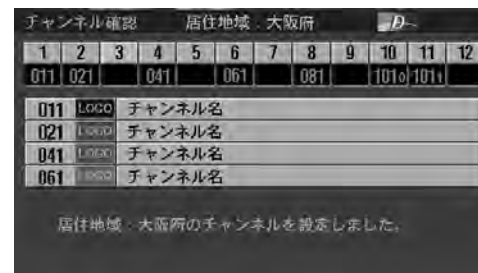 チャンネル確認 居住地域:大阪府 D
1 2 3 4 5 6 7 8 9 10 11 12
011 021 041 061 081 1010 1011
011 LOGO チャンネル名
021 LOGO チャンネル名
041 LOGO チャンネル名
061 LOGO チャンネル名
居住地域:大阪府のチャンネルを設定しました。